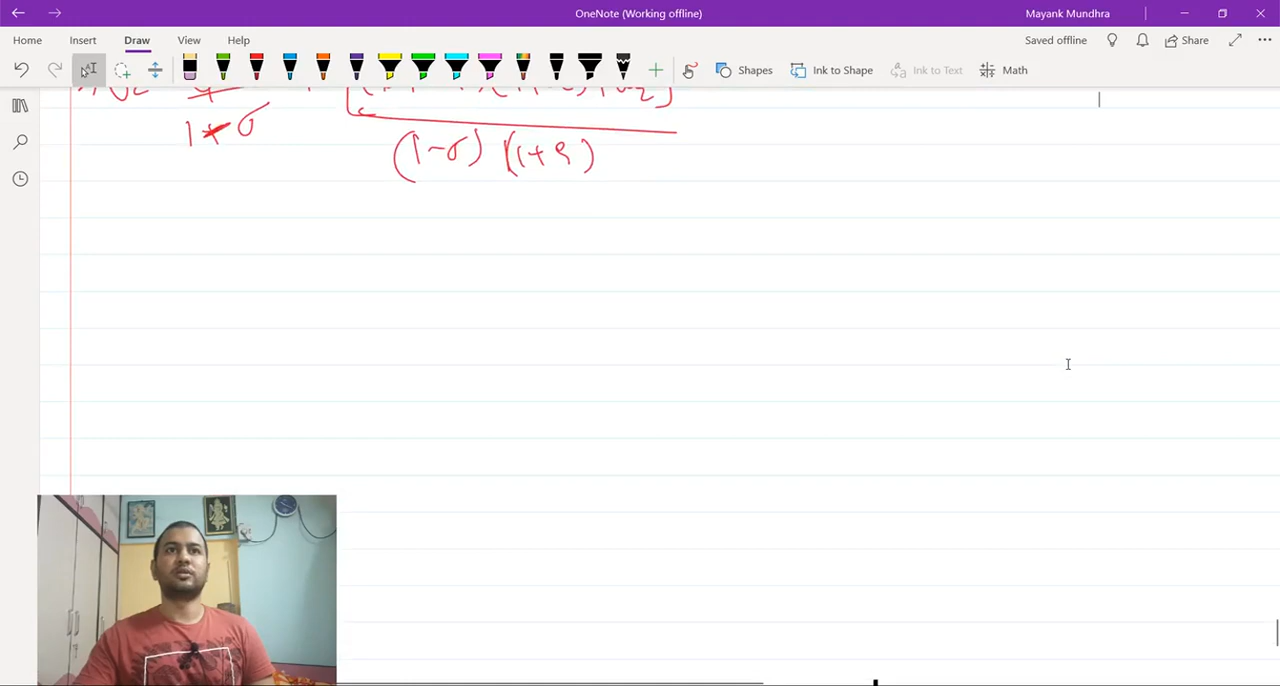 OneNote (Working offline)
Mayank Mundhra
Home Insert Draw View Help
Saved offline Share
Shapes Ink to Shape Ink to Text Math
(1-σ) (1+